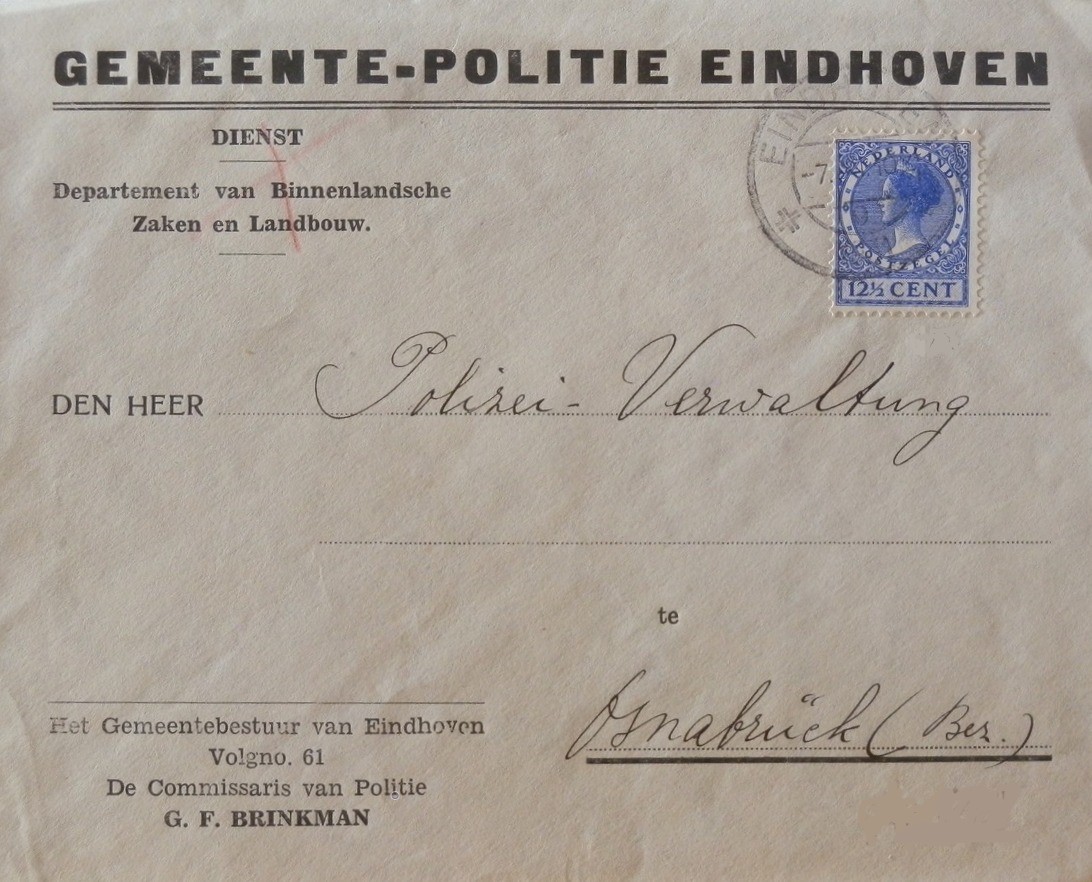 GEMEENTE-POLITIE EINDHOVEN
DIENST
Departement van Binnenlandsche
Zaken en Landbouw.
NEDERLAND
POSTZEGEL
12½ CENT
DEN HEER Polizei- Verwaltung
te
Osnabrück (Bez.)
Het Gemeentebestuur van Eindhoven
Volgno. 61
De Commissaris van Politie
G. F. BRINKMAN